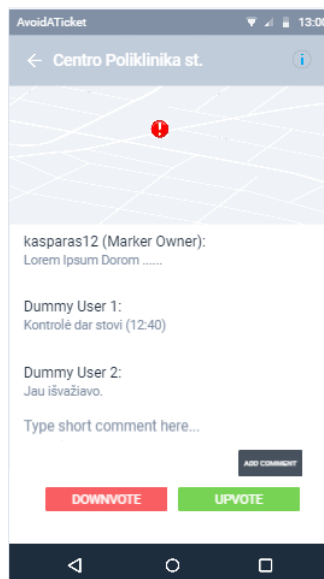 AvoidATicket 13:00
Centro Poliklinika st.
kasparas12 (Marker Owner):
Lorem Ipsum Dorom ......
Dummy User 1:
Kontrolė dar stovi (12:40)
Dummy User 2:
Jau išvažiavo.
Type short comment here...
ADD COMMENT
DOWNVOTE UPVOTE